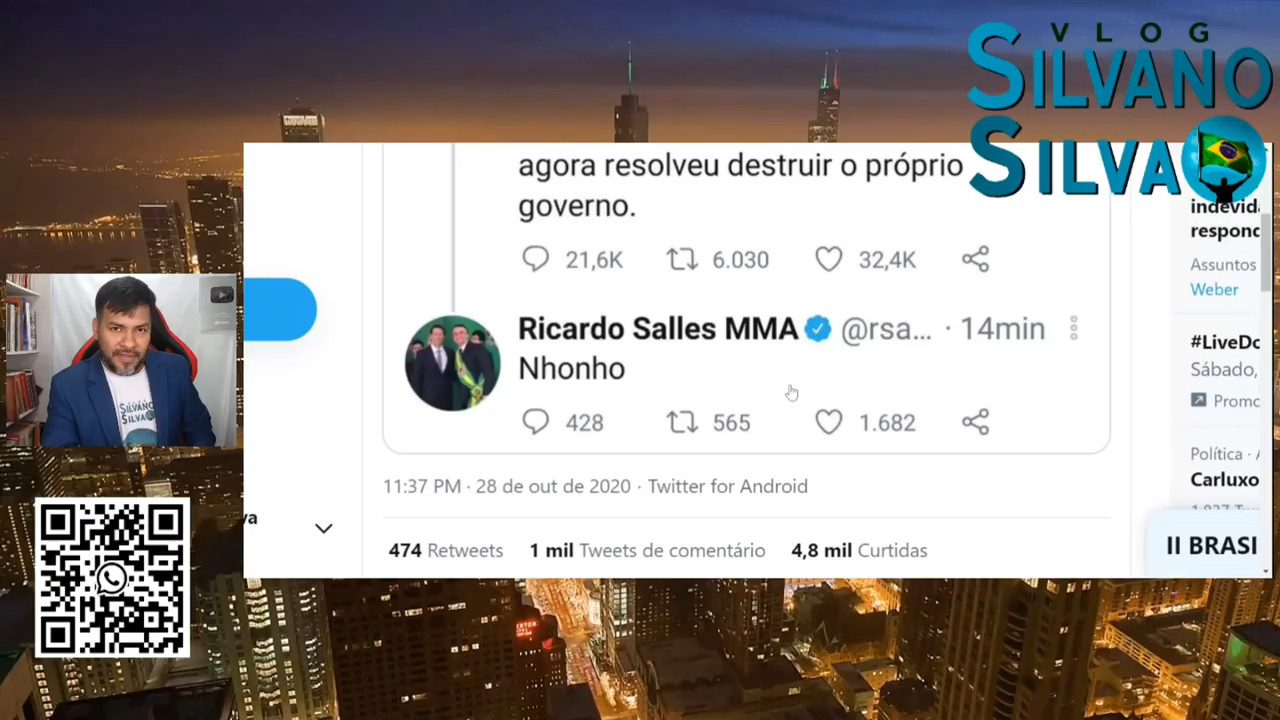 VLOG
SILVANO
SILVA
agora resolveu destruir o próprio
governo.
21,6K 6.030 32,4K
Ricardo Salles MMA @rsa... · 14min
Nhonho
428 565 1.682
11:37 PM · 28 de out de 2020 · Twitter for Android
474 Retweets 1 mil Tweets de comentário 4,8 mil Curtidas
va
indevid
respond
Assuntos
Weber
#LiveDo
Sábado,
Promo
Política ·
Carluxo
II BRASI
SILVANO
SILVA